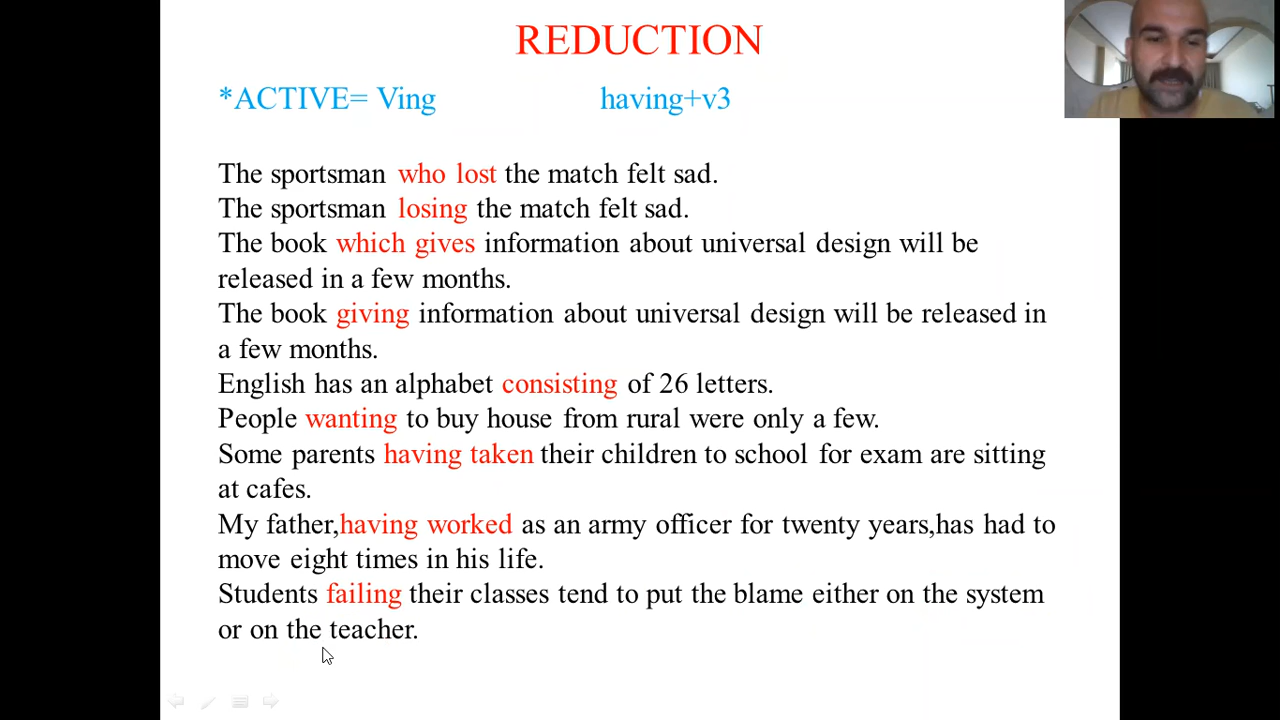 REDUCTION
*ACTIVE= Ving having+v3
The sportsman who lost the match felt sad.
The sportsman losing the match felt sad.
The book which gives information about universal design will be
released in a few months.
The book giving information about universal design will be released in
a few months.
English has an alphabet consisting of 26 letters.
People wanting to buy house from rural were only a few.
Some parents having taken their children to school for exam are sitting
at cafes.
My father,having worked as an army officer for twenty years,has had to
move eight times in his life.
Students failing their classes tend to put the blame either on the system
or on the teacher.